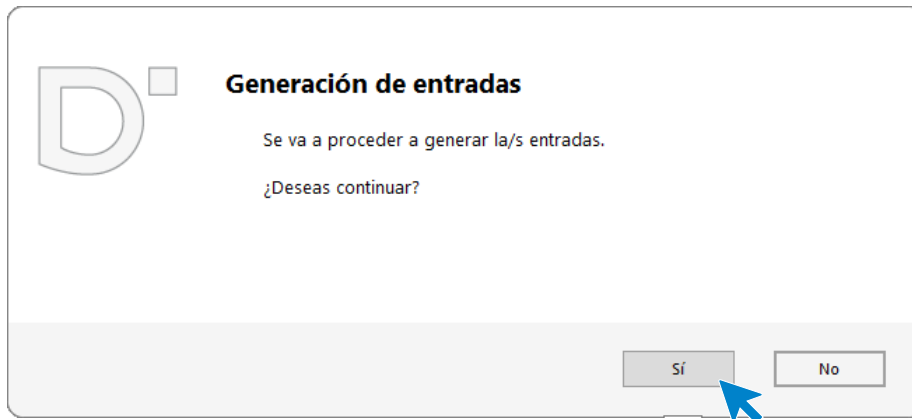 Generación de entradas
Se va a proceder a generar la/s entradas.
¿Deseas continuar?
Sí
No